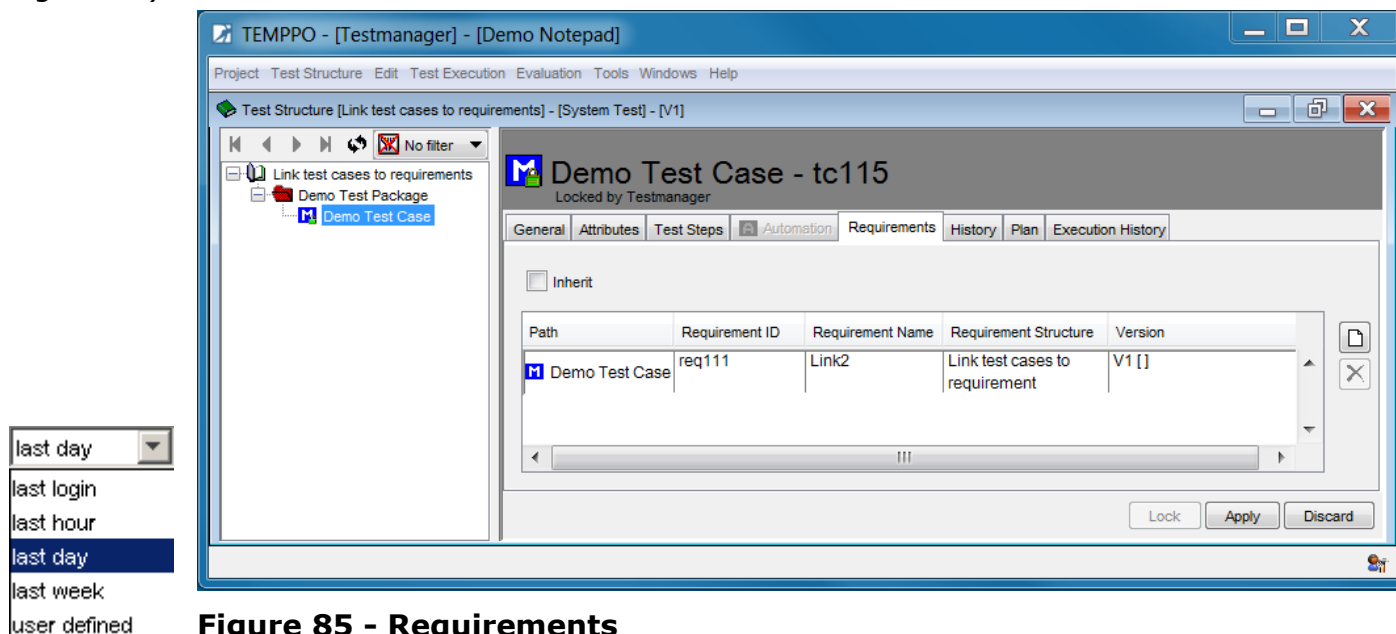 TEMPPO - [Testmanager] - [Demo Notepad]
Project Test Structure Edit Test Execution Evaluation Tools Windows Help
Test Structure [Link test cases to requirements] - [System Test] - [V1]
No filter
Link test cases to requirements
Demo Test Package
Demo Test Case
Demo Test Case - tc115
Locked by Testmanager
General Attributes Test Steps Automation Requirements History Plan Execution History
Inherit
Path Requirement ID Requirement Name Requirement Structure Version
Demo Test Case req111 Link2 Link test cases to V1 [ ]
requirement
Lock Apply Discard
last day
last login
last hour
last day
last week
user defined
Figure 85 - Requirements